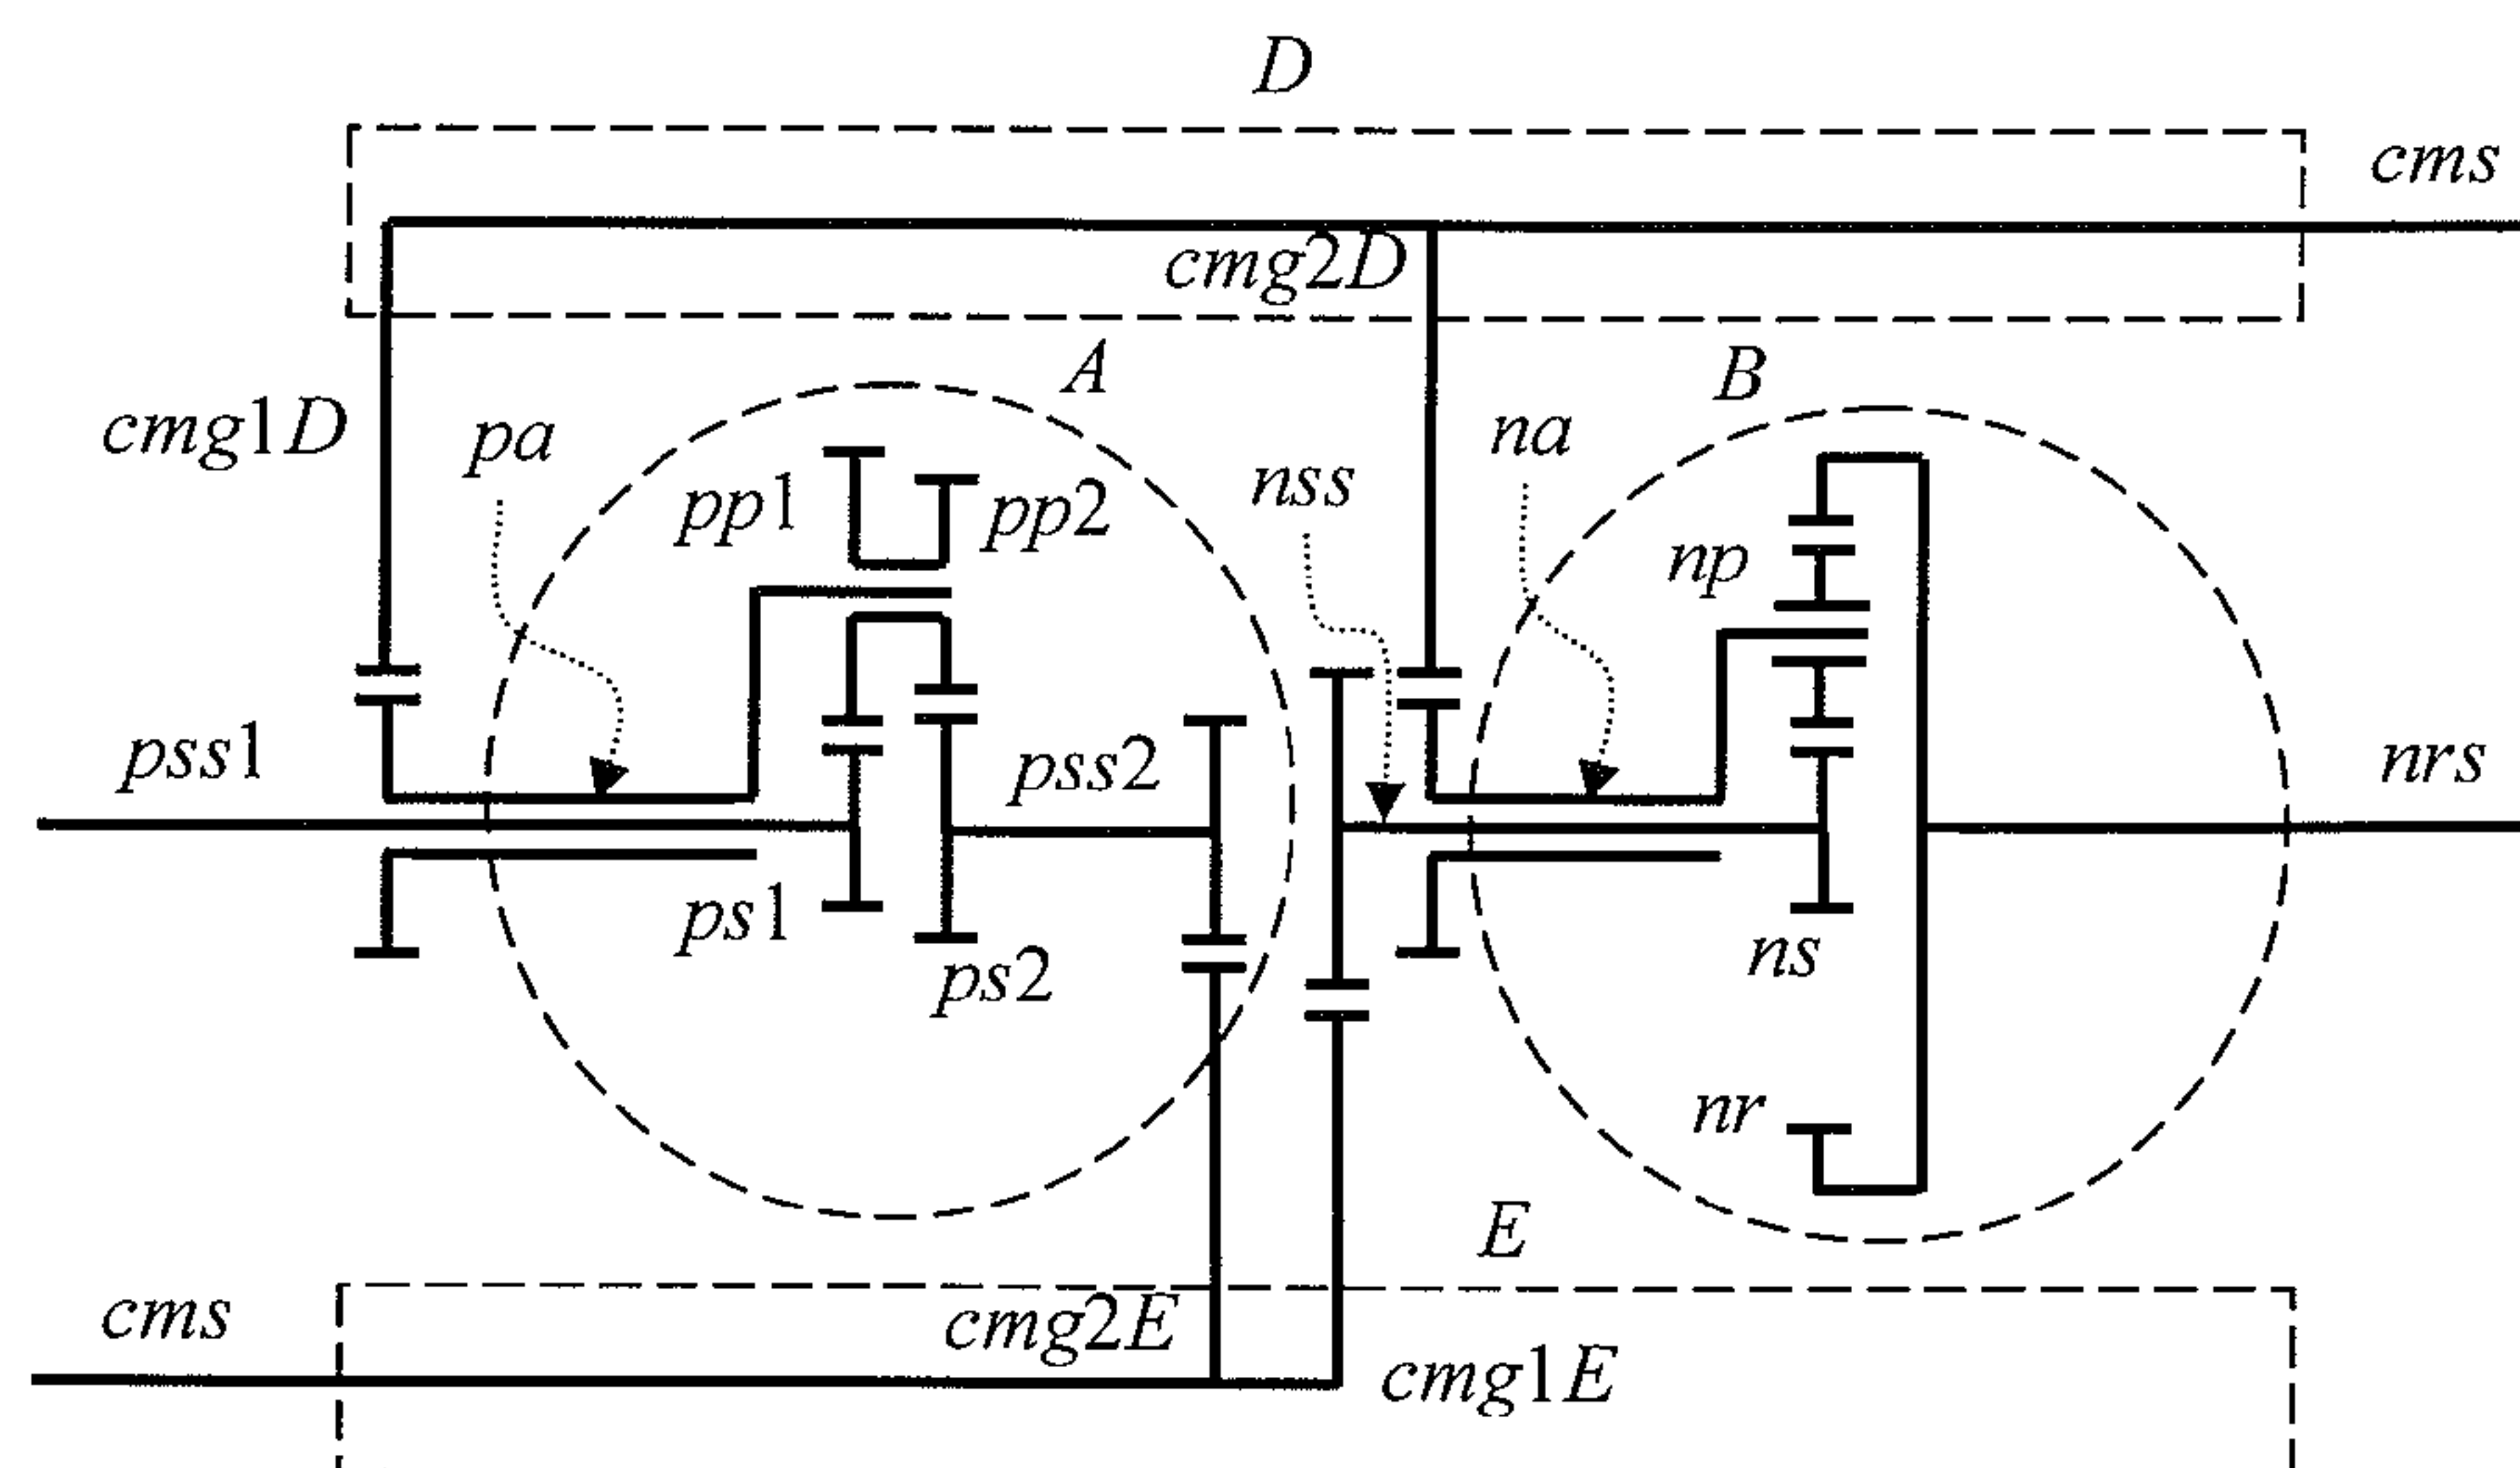 D
cms
cmg2D
A
B
cmg1D
pa
na
nss
pp1
pp2
np
pss1
pss2
nrs
ps1
ps2
ns
nr
E
cms
cmg2E
cmg1E